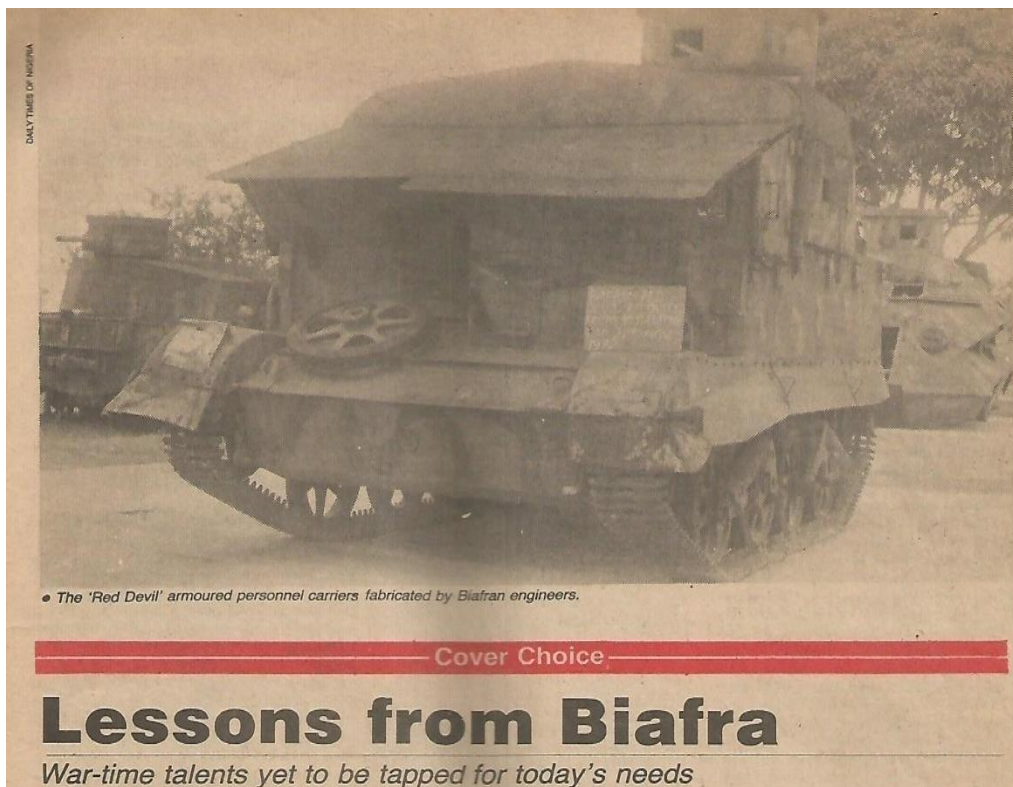 DAILY TIMES OF NIGERIA
• The 'Red Devil' armoured personnel carriers fabricated by Biafran engineers.
Cover Choice
Lessons from Biafra
War-time talents yet to be tapped for today's needs